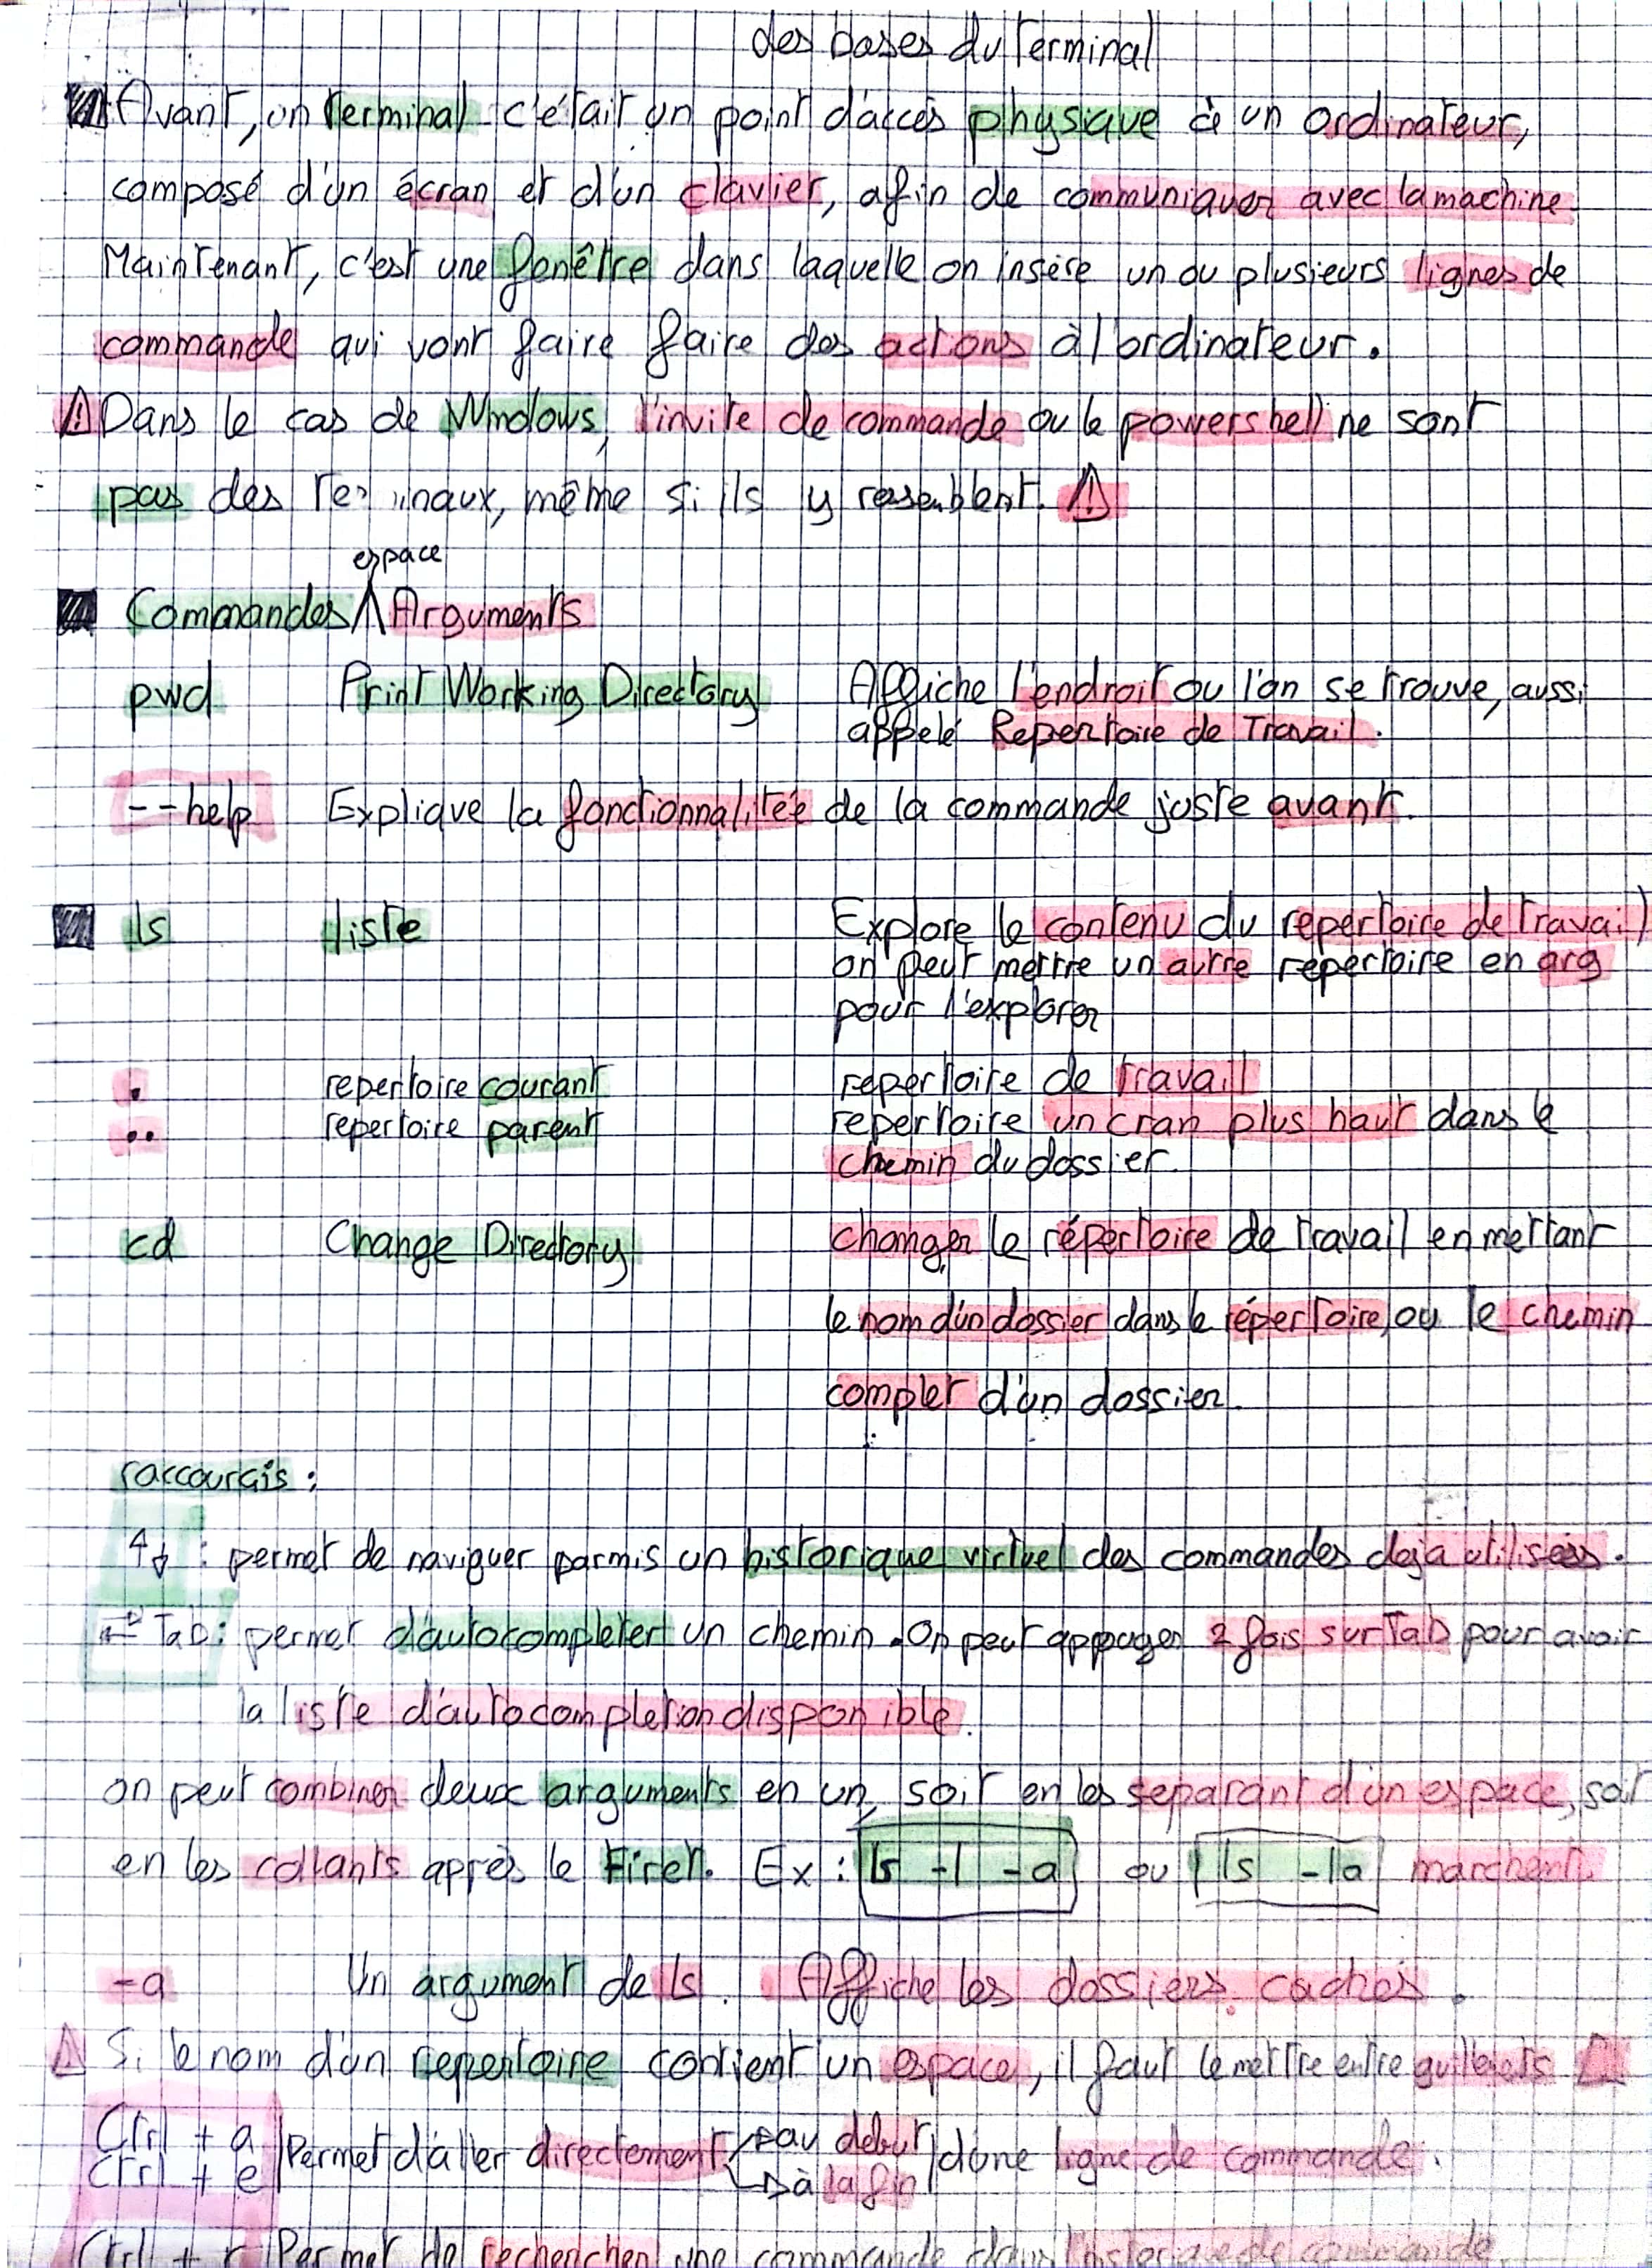 des bases du Terminal
Avant, un Terminal c'était un point d'accès physique à un ordinateur,
composé d'un écran et d'un clavier, afin de communiquer avec la machine
Maintenant, c'est une fenêtre dans laquelle on insère un ou plusieurs lignes de
commande qui vont faire faire des actions à l'ordinateur.
⚠ Dans le cas de Windows, l'invite de commande ou le powershell ne sont
pas des terminaux, même si ils y ressemblent. ⚠
espace
Commandes Arguments
pwd Print Working Directory Affiche l'endroit ou l'on se trouve, aussi
appelé Repertoire de Travail.
--help Explique la fonctionnalitée de la commande juste avant.
ls liste Explore le contenu du repertoire de travail
on peut mettre un autre repertoire en arg
pour l'explorer
. repertoire courant repertoire de travail
.. repertoire parent repertoire un cran plus haut dans le
chemin du dossier.
cd Change Directory changer le répertoire de travail en mettant
le nom d'un dossier dans le répertoire, ou le chemin
complet d'un dossier.
raccourcis :
↑↓ : permet de naviguer parmis un historique virtuel des commandes deja utilisées.
⇄ Tab : permet d'autocompleter un chemin. On peut appuyer 2 fois sur Tab pour avoir
la liste d'autocompletion disponible.
on peut combiner deux arguments en un, soit en les separant d'un espace, soit
en les collants après le tiret. Ex : ls -l -a ou ls -la marchent.
-a Un argument de ls. Affiche les dossiers cachés.
⚠ Si le nom d'un repertoire contient un espace, il faut le mettre entre guillemets ⚠
Ctrl + a Permet d'aller directement → au debut d'une ligne de commande.
Ctrl + e → à la fin
Ctrl + r Permet de rechercher une commande dans l'historique de commande